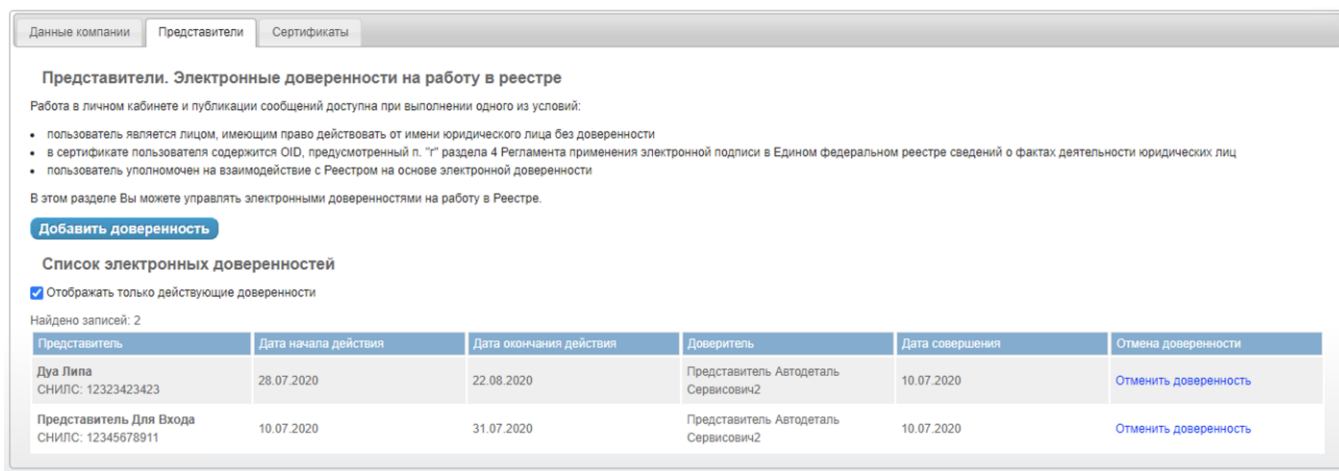 Данные компании Представители Сертификаты
Представители. Электронные доверенности на работу в реестре
Работа в личном кабинете и публикации сообщений доступна при выполнении одного из условий:
• пользователь является лицом, имеющим право действовать от имени юридического лица без доверенности
• в сертификате пользователя содержится OID, предусмотренный п. "г" раздела 4 Регламента применения электронной подписи в Едином федеральном реестре сведений о фактах деятельности юридических лиц
• пользователь уполномочен на взаимодействие с Реестром на основе электронной доверенности
В этом разделе Вы можете управлять электронными доверенностями на работу в Реестре.
Добавить доверенность
Список электронных доверенностей
Отображать только действующие доверенности
Найдено записей: 2
Представитель Дата начала действия Дата окончания действия Доверитель Дата совершения Отмена доверенности
Дуа Липа
СНИЛС: 12323423423 28.07.2020 22.08.2020 Представитель Автодеталь
Сервисович2 10.07.2020 Отменить доверенность
Представитель Для Входа
СНИЛС: 12345678911 10.07.2020 31.07.2020 Представитель Автодеталь
Сервисович2 10.07.2020 Отменить доверенность